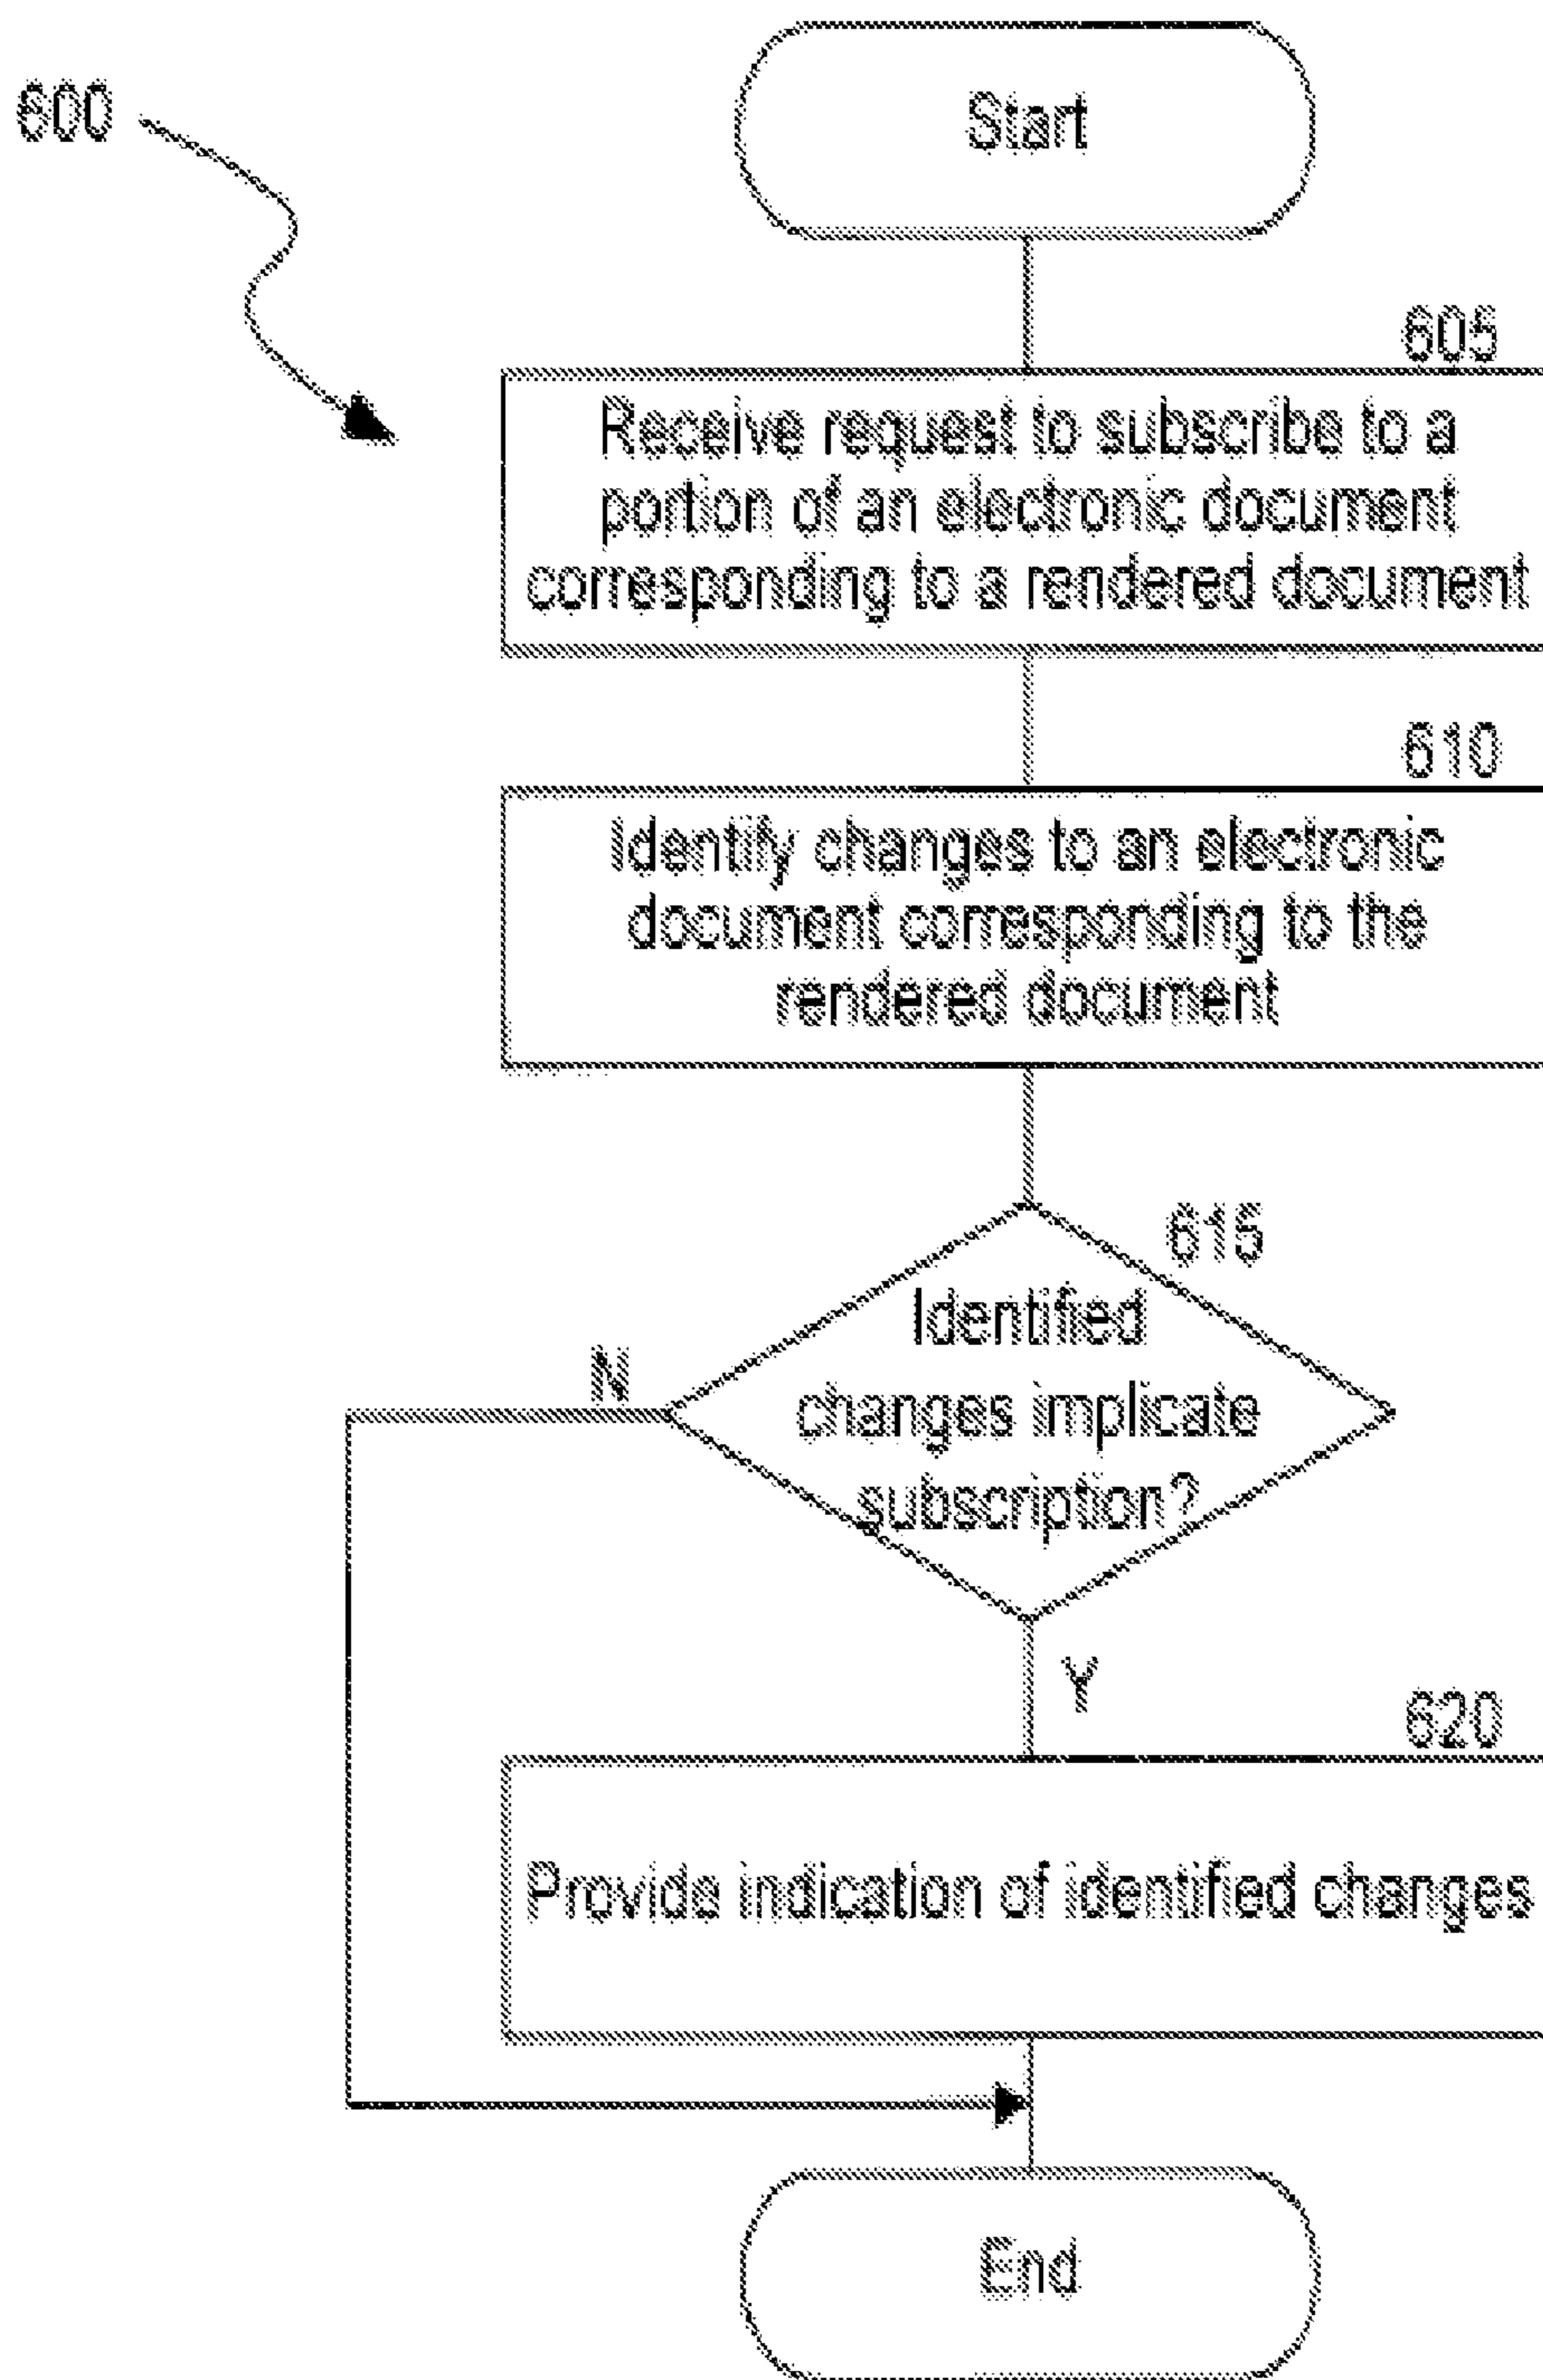 600
Start
605
Receive request to subscribe to a
portion of an electronic document
corresponding to a rendered document
610
Identify changes to an electronic
document corresponding to the
rendered document
615
Identified
changes implicate
subscription?
N
Y
620
Provide indication of identified changes
End